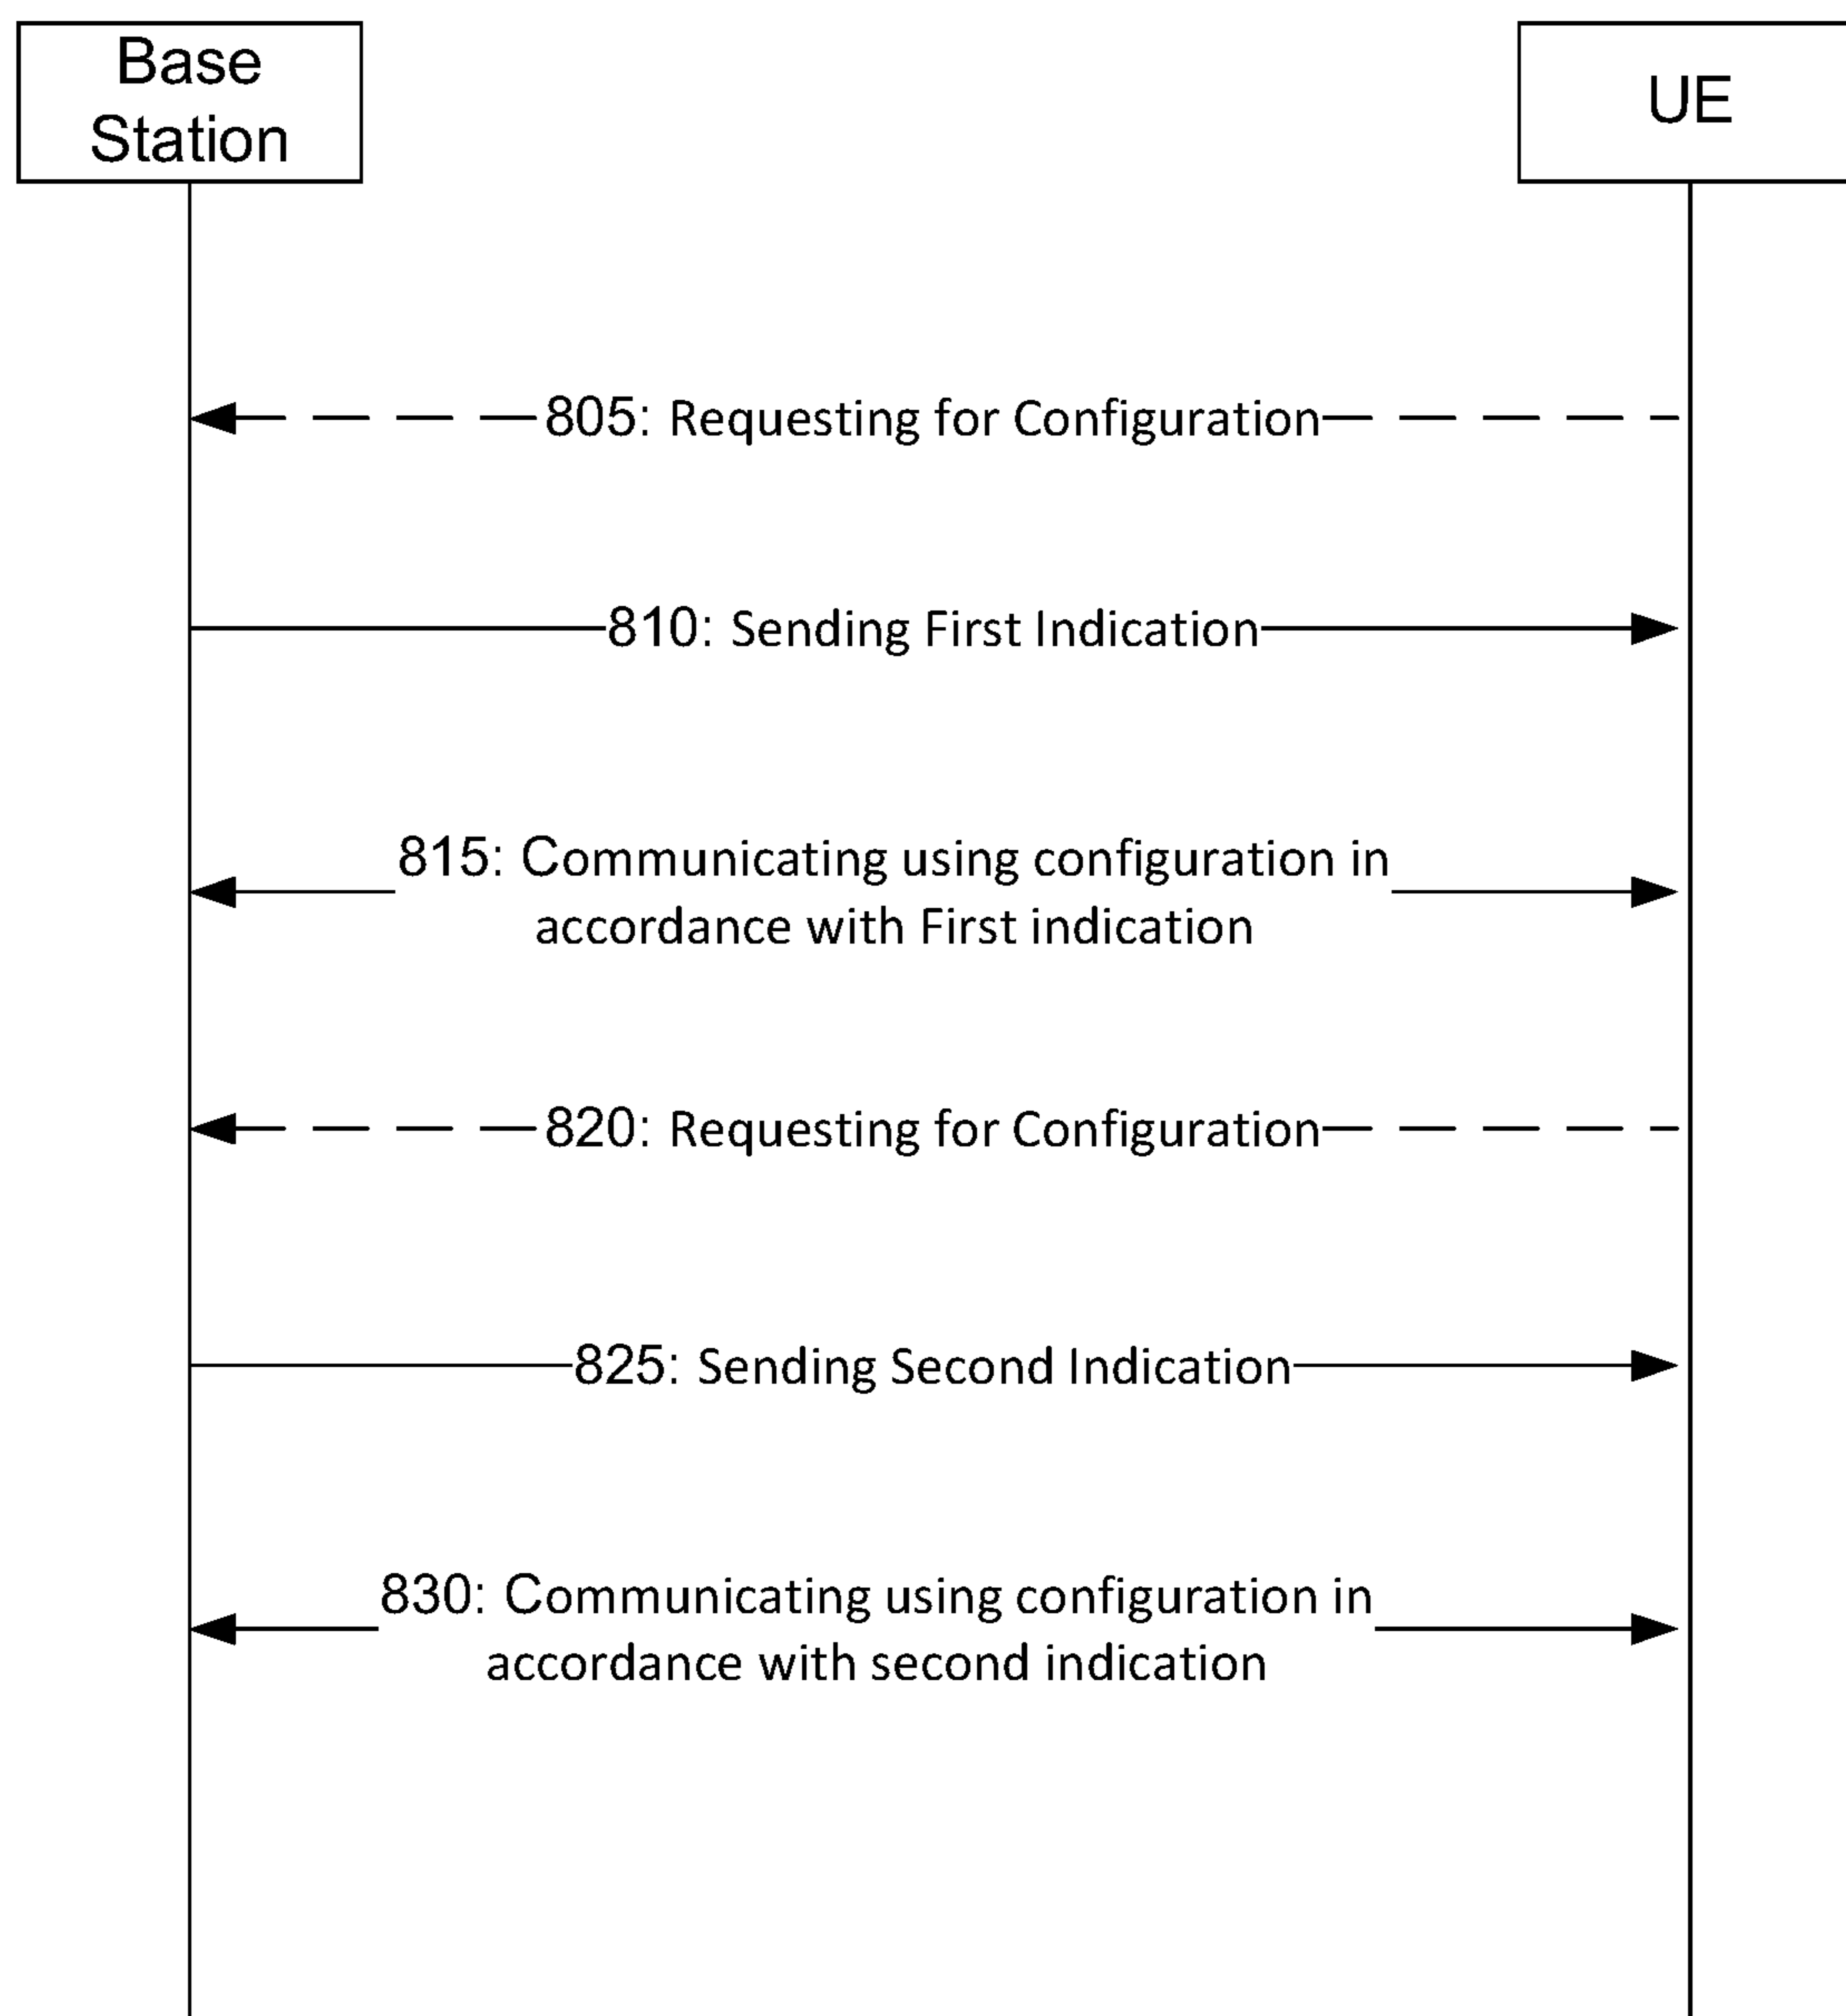 Base
Station
UE
805: Requesting for Configuration
810: Sending First Indication
815: Communicating using configuration in
accordance with First indication
820: Requesting for Configuration
825: Sending Second Indication
830: Communicating using configuration in
accordance with second indication